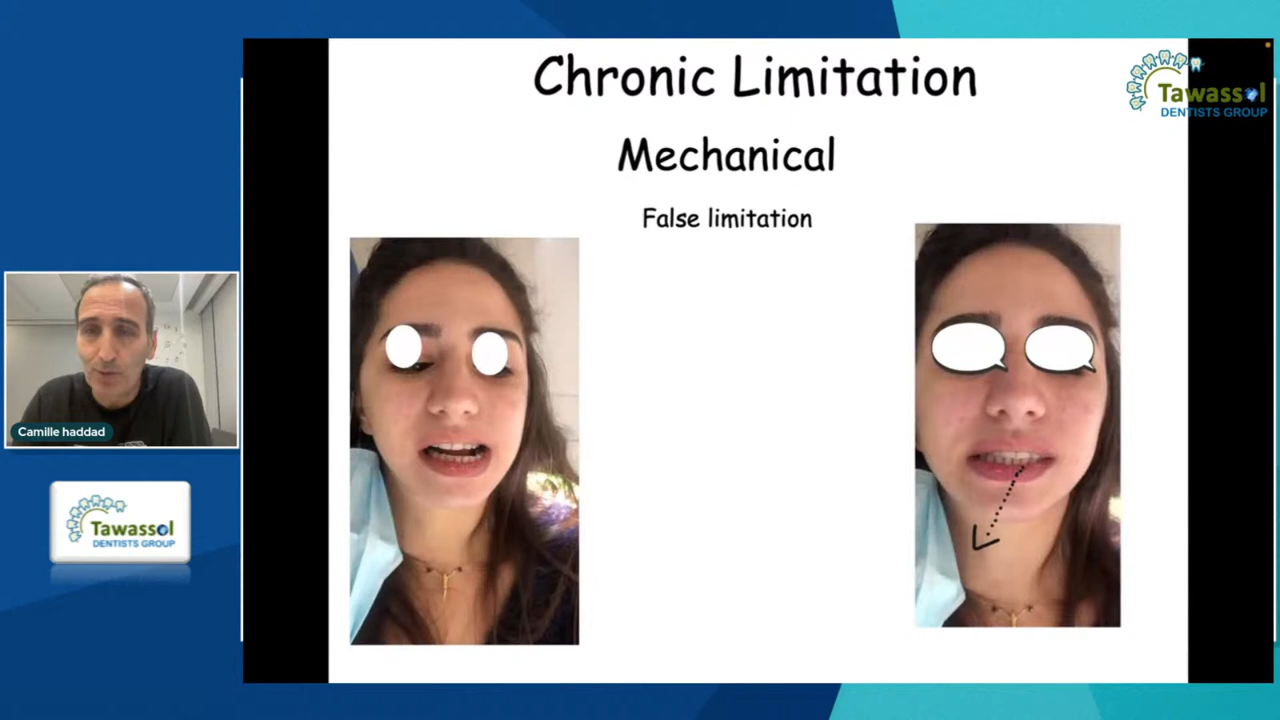 Chronic Limitation
Mechanical
False limitation
Tawassol
DENTISTS GROUP
Camille haddad
Tawassol
DENTISTS GROUP